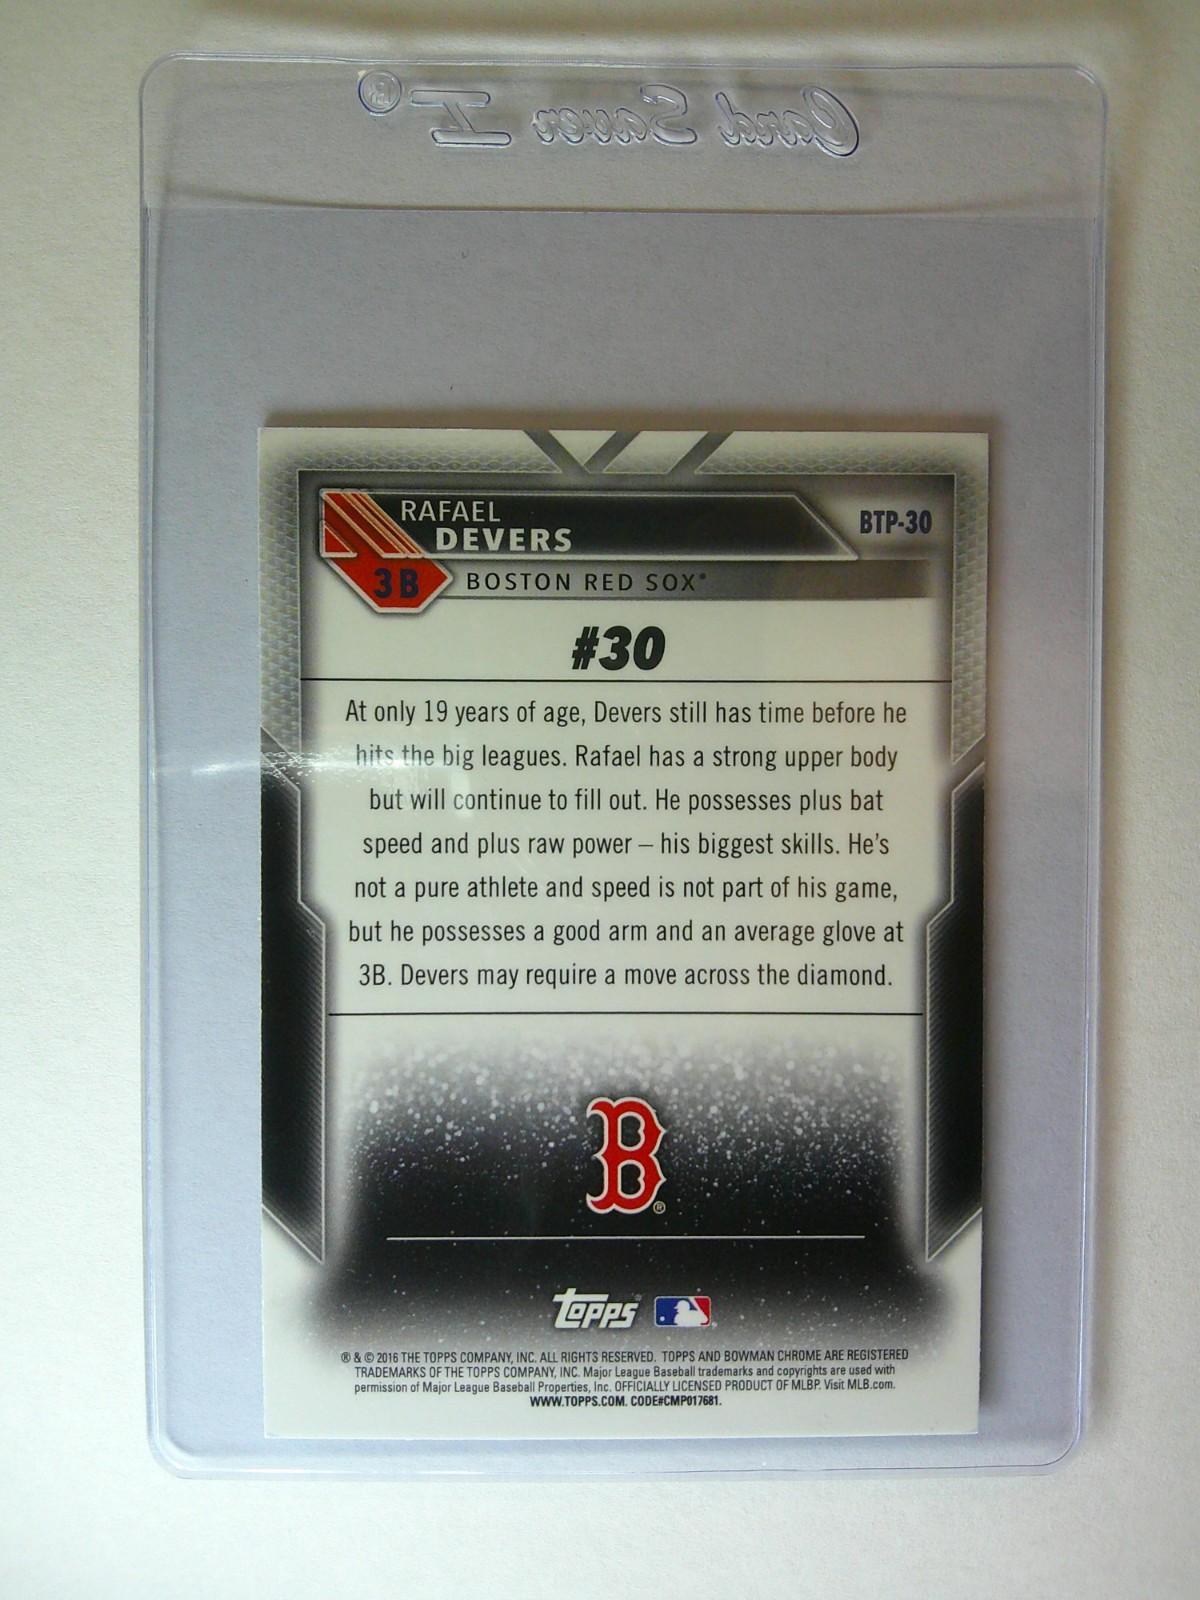 Card Saver I®
RAFAEL
DEVERS
BTP-30
3B
BOSTON RED SOX®
#30
At only 19 years of age, Devers still has time before he
hits the big leagues. Rafael has a strong upper body
but will continue to fill out. He possesses plus bat
speed and plus raw power – his biggest skills. He's
not a pure athlete and speed is not part of his game,
but he possesses a good arm and an average glove at
3B. Devers may require a move across the diamond.
B®
Topps®
® & © 2016 THE TOPPS COMPANY, INC. ALL RIGHTS RESERVED. TOPPS AND BOWMAN CHROME ARE REGISTERED
TRADEMARKS OF THE TOPPS COMPANY, INC. Major League Baseball trademarks and copyrights are used with
permission of Major League Baseball Properties, Inc. OFFICIALLY LICENSED PRODUCT OF MLBP. Visit MLB.com.
WWW.TOPPS.COM. CODE#CMP017681.